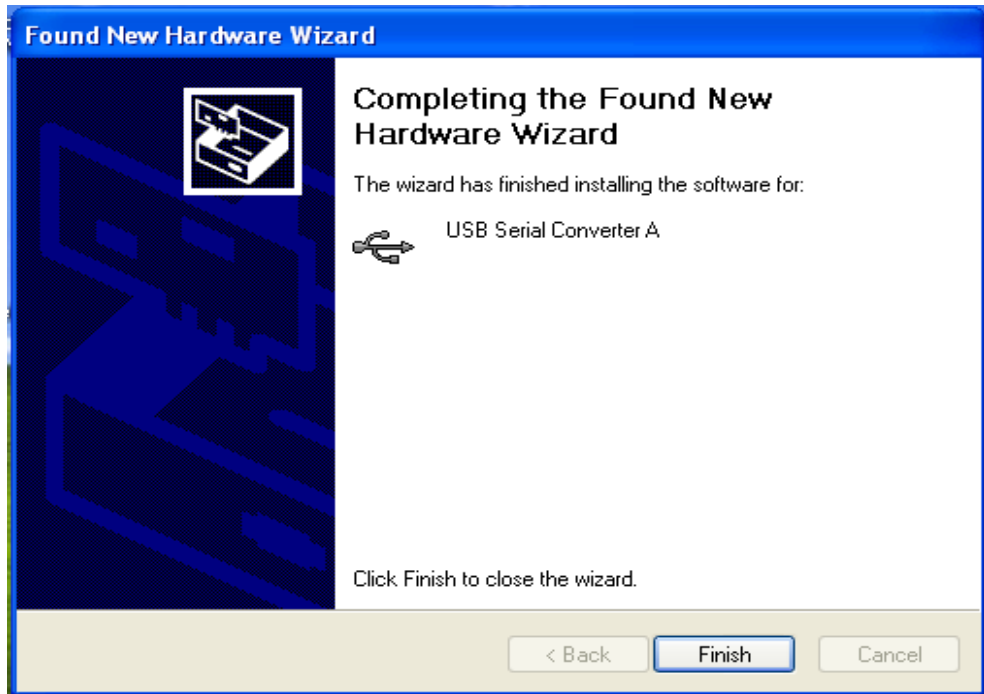 Found New Hardware Wizard
Completing the Found New
Hardware Wizard
The wizard has finished installing the software for:
USB Serial Converter A
Click Finish to close the wizard.
< Back
Finish
Cancel